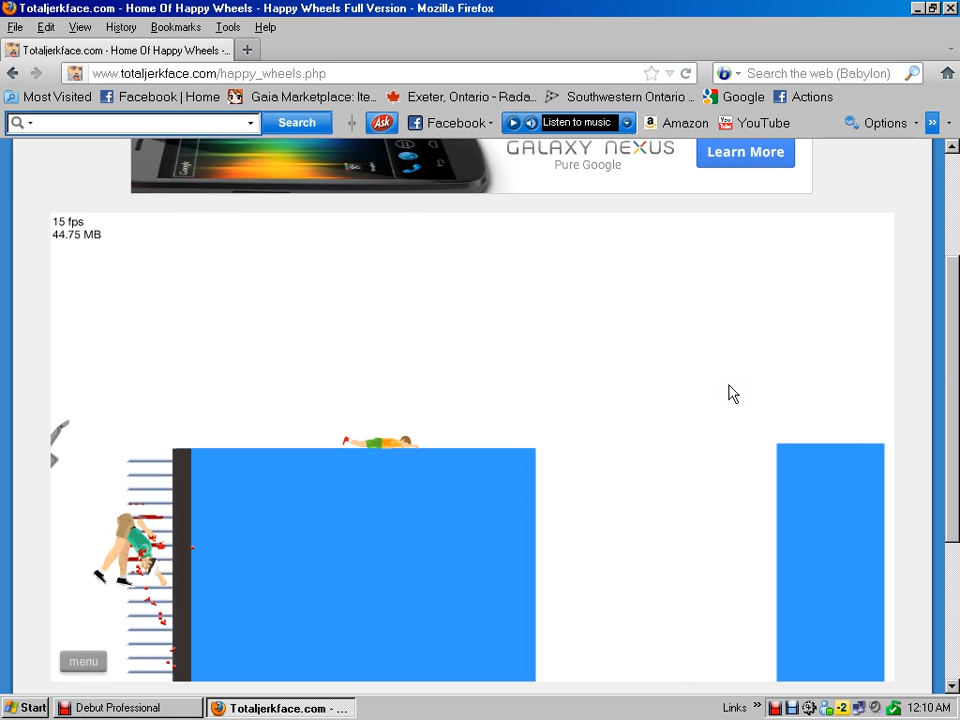 Totaljerkface.com - Home Of Happy Wheels - Happy Wheels Full Version - Mozilla Firefox
File Edit View History Bookmarks Tools Help
Totaljerkface.com - Home Of Happy Wheels -...
www.totaljerkface.com/happy_wheels.php Search the web (Babylon)
Most Visited Facebook | Home Gaia Marketplace: Ite... Exeter, Ontario - Rada... Southwestern Ontario ... Google Actions
Search Ask Facebook Listen to music Amazon YouTube Options »
GALAXY NEXUS
Pure Google
Learn More
15 fps
44.75 MB
menu
Start Debut Professional Totaljerkface.com - ... Links » -2 12:10 AM